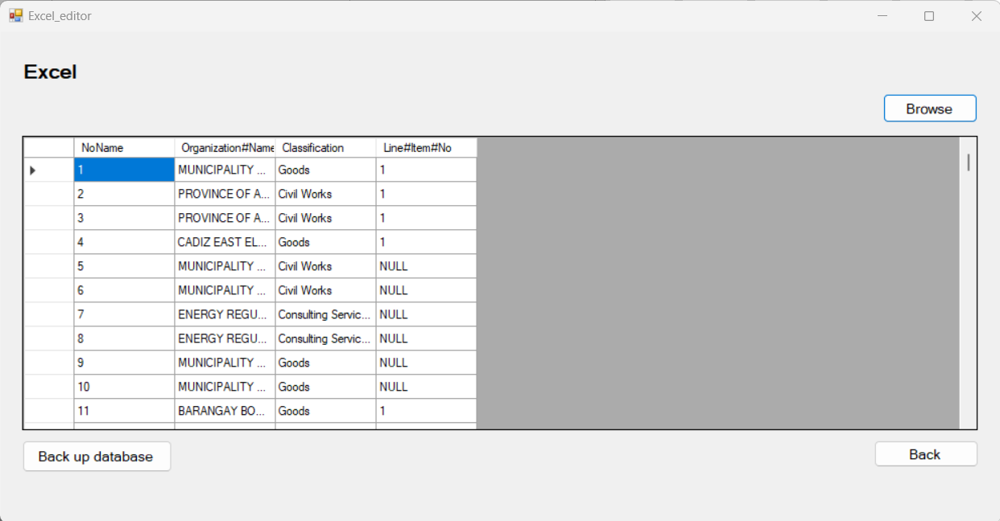 Excel_editor
Excel
Browse
NoName Organization#Name Classification Line#Item#No
1 MUNICIPALITY ... Goods 1
2 PROVINCE OF A... Civil Works 1
3 PROVINCE OF A... Civil Works 1
4 CADIZ EAST EL... Goods 1
5 MUNICIPALITY ... Civil Works NULL
6 MUNICIPALITY ... Civil Works NULL
7 ENERGY REGU... Consulting Servic... NULL
8 ENERGY REGU... Consulting Servic... NULL
9 MUNICIPALITY ... Goods NULL
10 MUNICIPALITY ... Goods NULL
11 BARANGAY BO... Goods 1
Back up database
Back